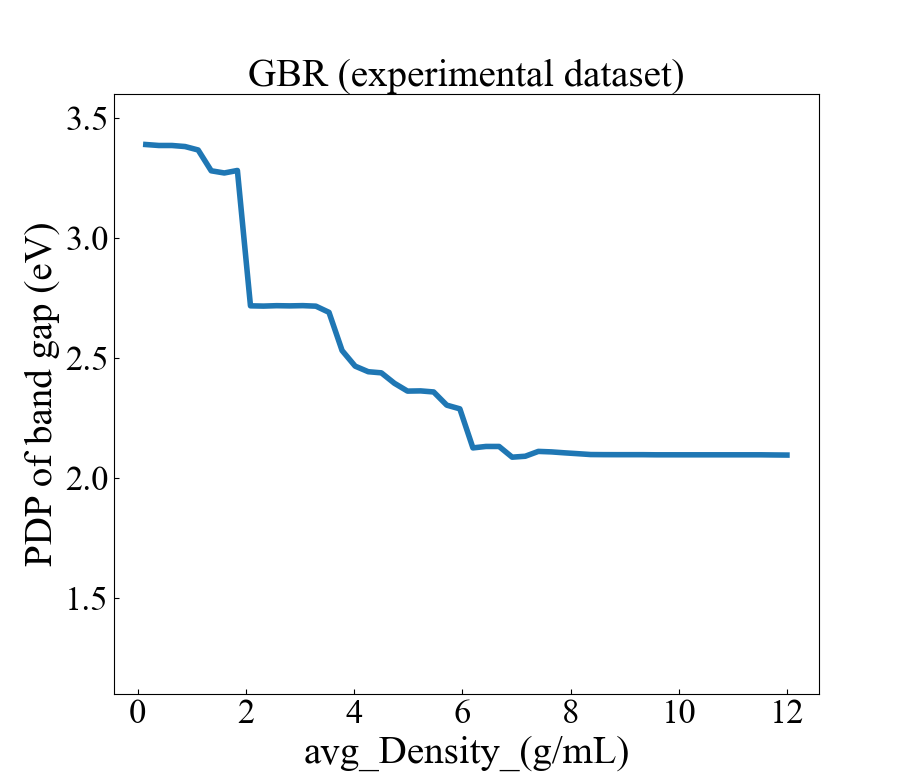 GBR (experimental dataset)
3.5
3.0
2.5
2.0
1.5
PDP of band gap (eV)
0 2 4 6 8 10 12
avg_Density_(g/mL)